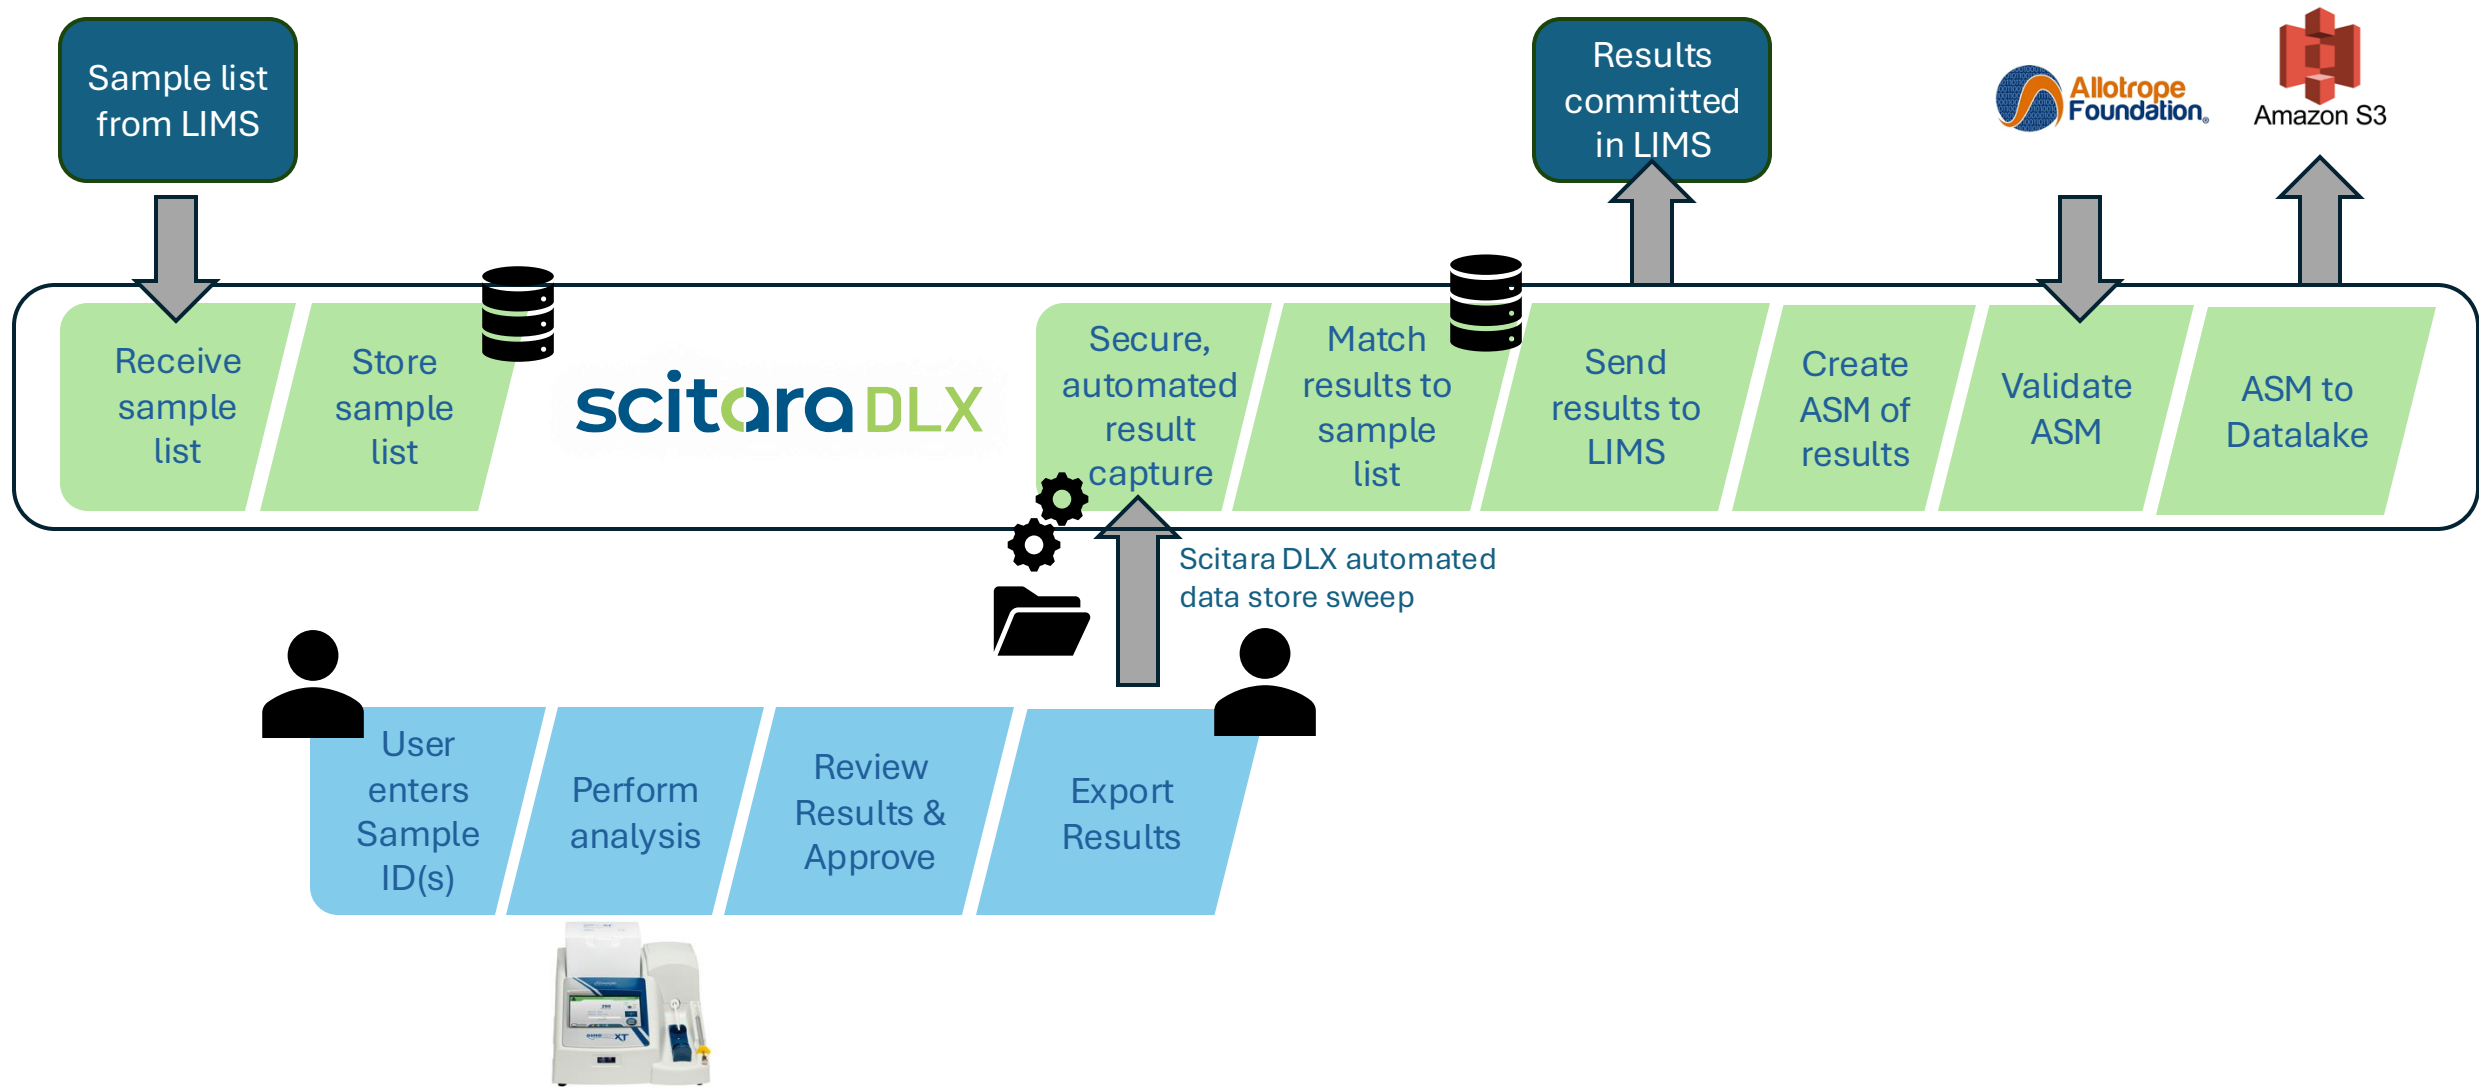 Sample list
from LIMS
Results
committed
in LIMS
Allotrope
Foundation®
Amazon S3
Receive
sample
list
Store
sample
list
scitara DLX
Secure,
automated
result
capture
Match
results to
sample
list
Send
results to
LIMS
Create
ASM of
results
Validate
ASM
ASM to
Datalake
Scitara DLX automated
data store sweep
User
enters
Sample
ID(s)
Perform
analysis
Review
Results &
Approve
Export
Results
XT